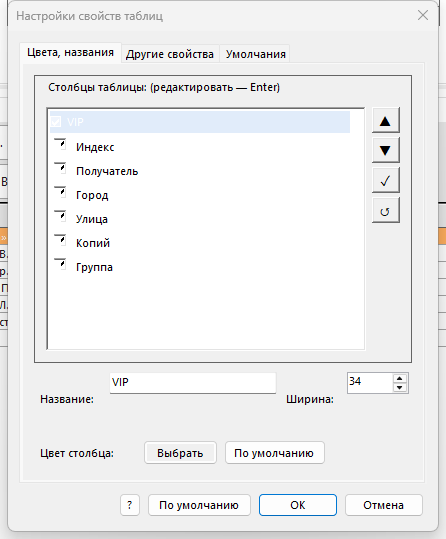 Настройки свойств таблиц
Цвета, названия
Другие свойства
Умолчания
Столбцы таблицы: (редактировать — Enter)
VIP
Индекс
Получатель
Город
Улица
Копий
Группа
Название:
VIP
Ширина:
34
Цвет столбца:
Выбрать
По умолчанию
?
По умолчанию
OK
Отмена